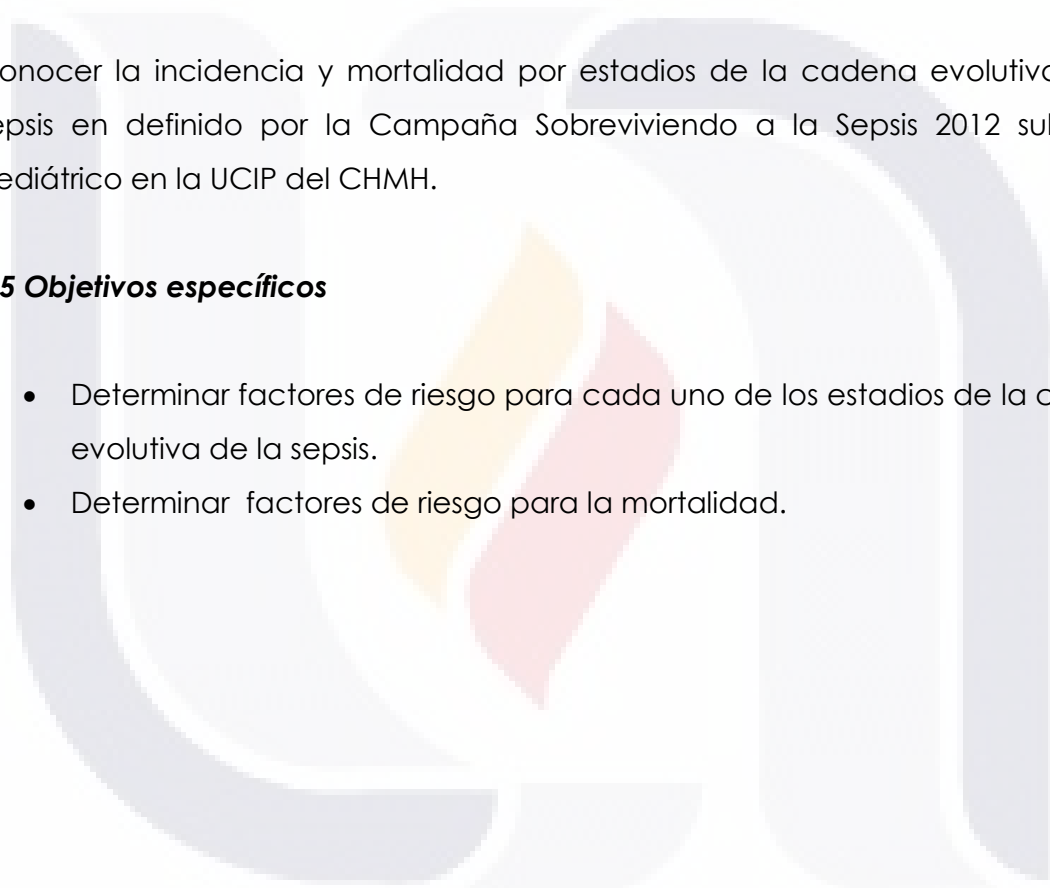 onocer la incidencia y mortalidad por estadios de la cadena evolutiva
epsis en definido por la Campaña Sobreviviendo a la Sepsis 2012 sul
ediátrico en la UCIP del CHMH.
5 Objetivos específicos
• Determinar factores de riesgo para cada uno de los estadios de la c
evolutiva de la sepsis.
• Determinar factores de riesgo para la mortalidad.